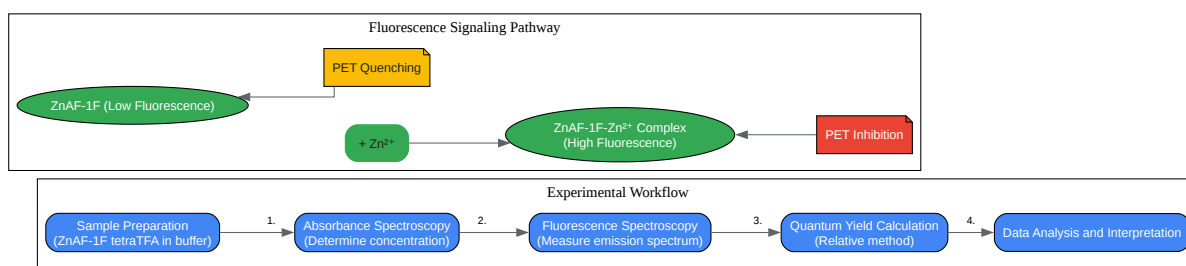 Fluorescence Signaling Pathway
PET Quenching
ZnAF-1F (Low Fluorescence)
+ Zn²⁺
ZnAF-1F-Zn²⁺ Complex
(High Fluorescence)
PET Inhibition
Experimental Workflow
Sample Preparation
(ZnAF-1F tetraTFA in buffer)
1.
Absorbance Spectroscopy
(Determine concentration)
2.
Fluorescence Spectroscopy
(Measure emission spectrum)
3.
Quantum Yield Calculation
(Relative method)
4.
Data Analysis and Interpretation